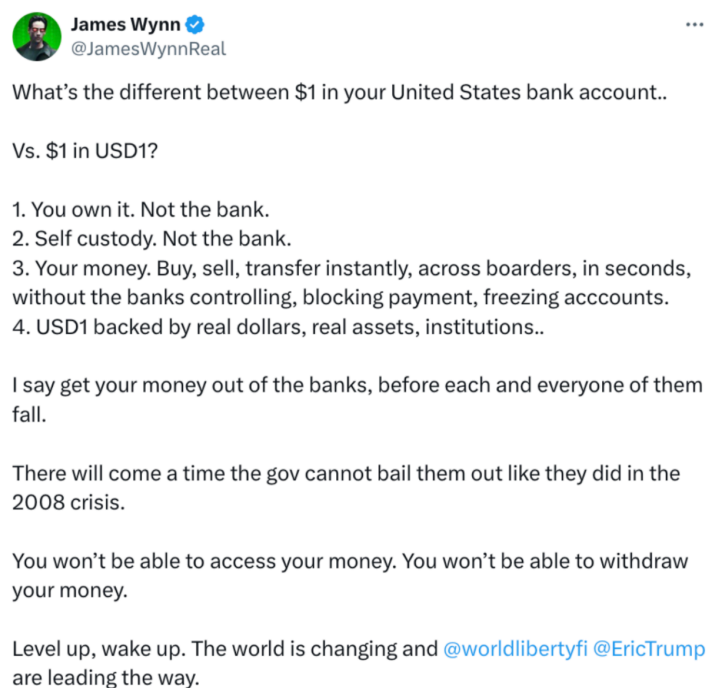 James Wynn
@JamesWynnReal
What's the different between $1 in your United States bank account..
Vs. $1 in USD1?
1. You own it. Not the bank.
2. Self custody. Not the bank.
3. Your money. Buy, sell, transfer instantly, across boarders, in seconds,
without the banks controlling, blocking payment, freezing acccounts.
4. USD1 backed by real dollars, real assets, institutions..
I say get your money out of the banks, before each and everyone of them
fall.
There will come a time the gov cannot bail them out like they did in the
2008 crisis.
You won't be able to access your money. You won't be able to withdraw
your money.
Level up, wake up. The world is changing and @worldlibertyfi @EricTrump
are leading the way.